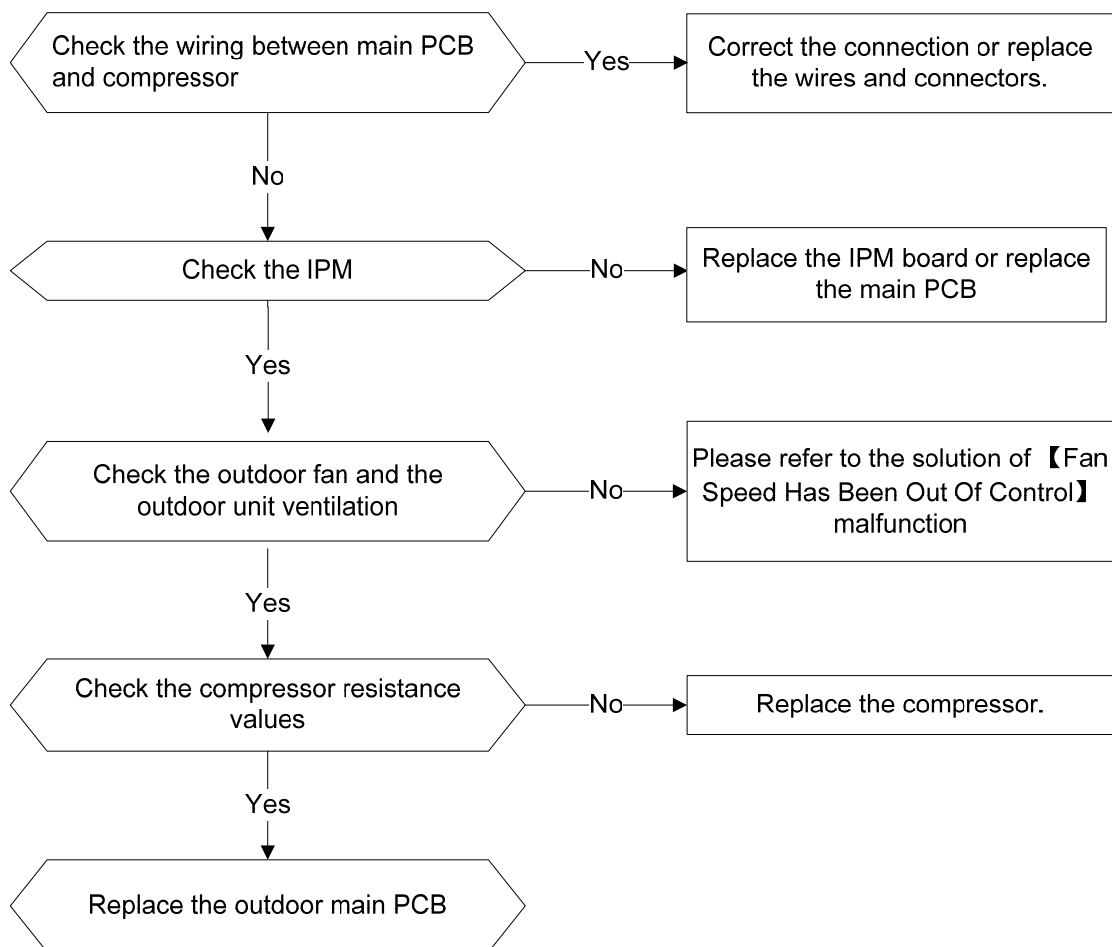 Check the wiring between main PCB
and compressor
Yes
Correct the connection or replace
the wires and connectors.
No
Check the IPM
No
Replace the IPM board or replace
the main PCB
Yes
Check the outdoor fan and the
outdoor unit ventilation
No
Please refer to the solution of 【Fan
Speed Has Been Out Of Control】
malfunction
Yes
Check the compressor resistance
values
No
Replace the compressor.
Yes
Replace the outdoor main PCB